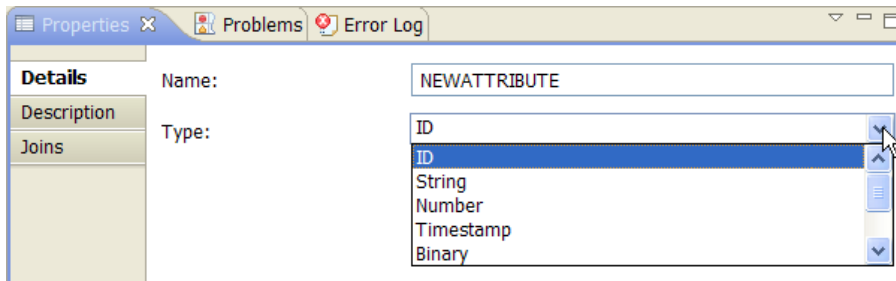 Properties Problems Error Log
Details
Description
Joins
Name: NEWATTRIBUTE
Type: ID
ID
String
Number
Timestamp
Binary